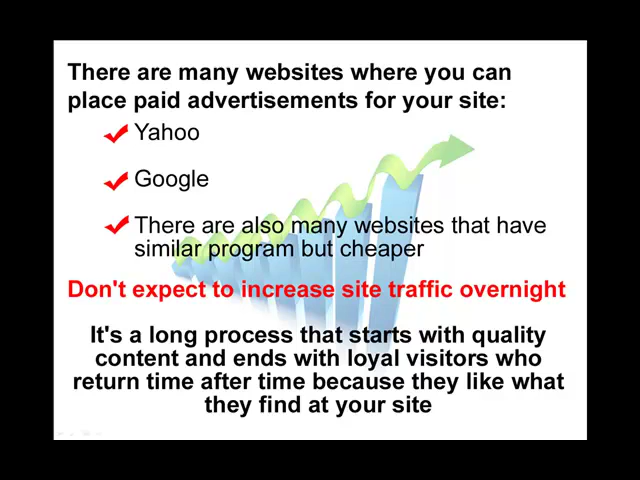 There are many websites where you can
place paid advertisements for your site:
Yahoo
Google
There are also many websites that have
similar program but cheaper
Don't expect to increase site traffic overnight
It's a long process that starts with quality
content and ends with loyal visitors who
return time after time because they like what
they find at your site